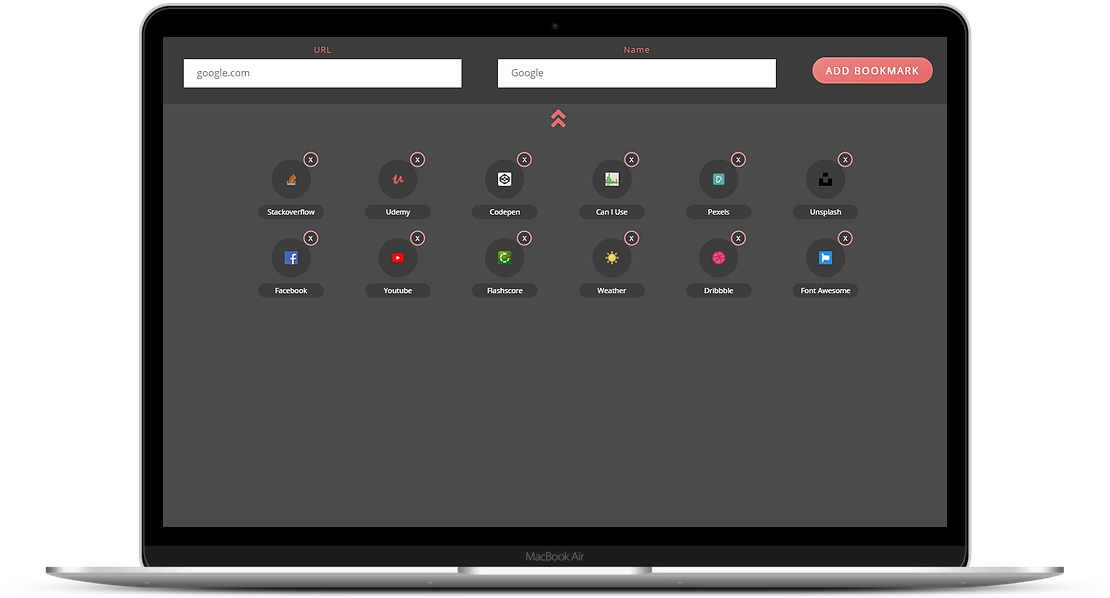 URL Name
google.com Google ADD BOOKMARK
x x x x x x
Stackoverflow Udemy Codepen Can I Use Pexels Unsplash
x x x x x x
Facebook Youtube Flashscore Weather Dribbble Font Awesome
MacBook Air